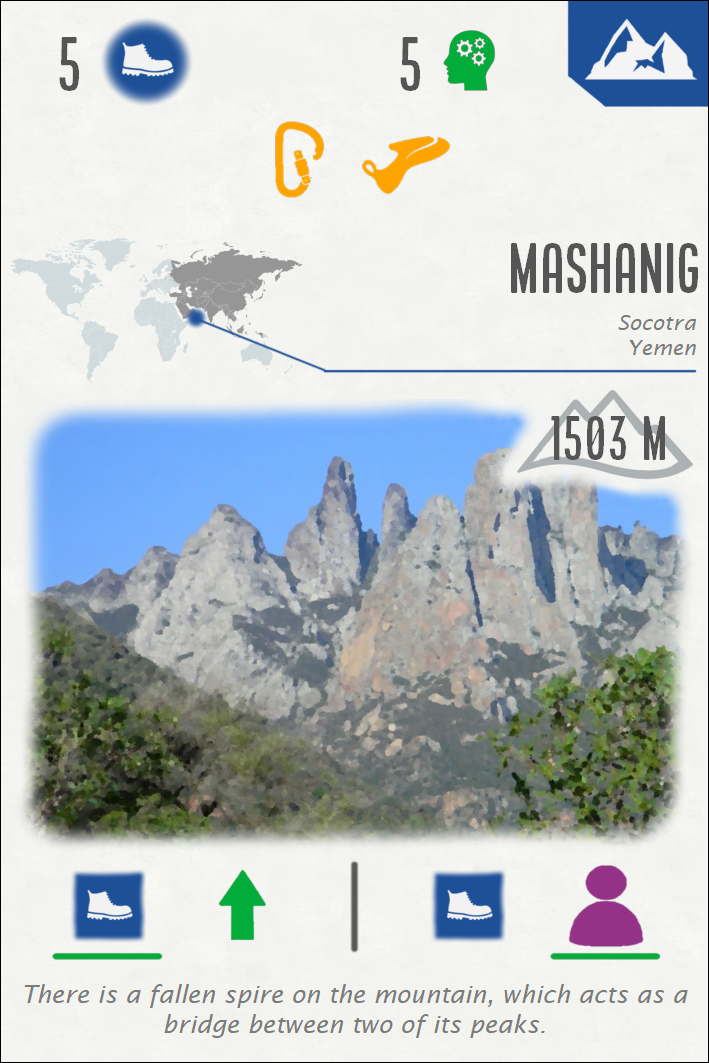 5
5
MASHANIG
Socotra
Yemen
1503 M
There is a fallen spire on the mountain, which acts as a
bridge between two of its peaks.